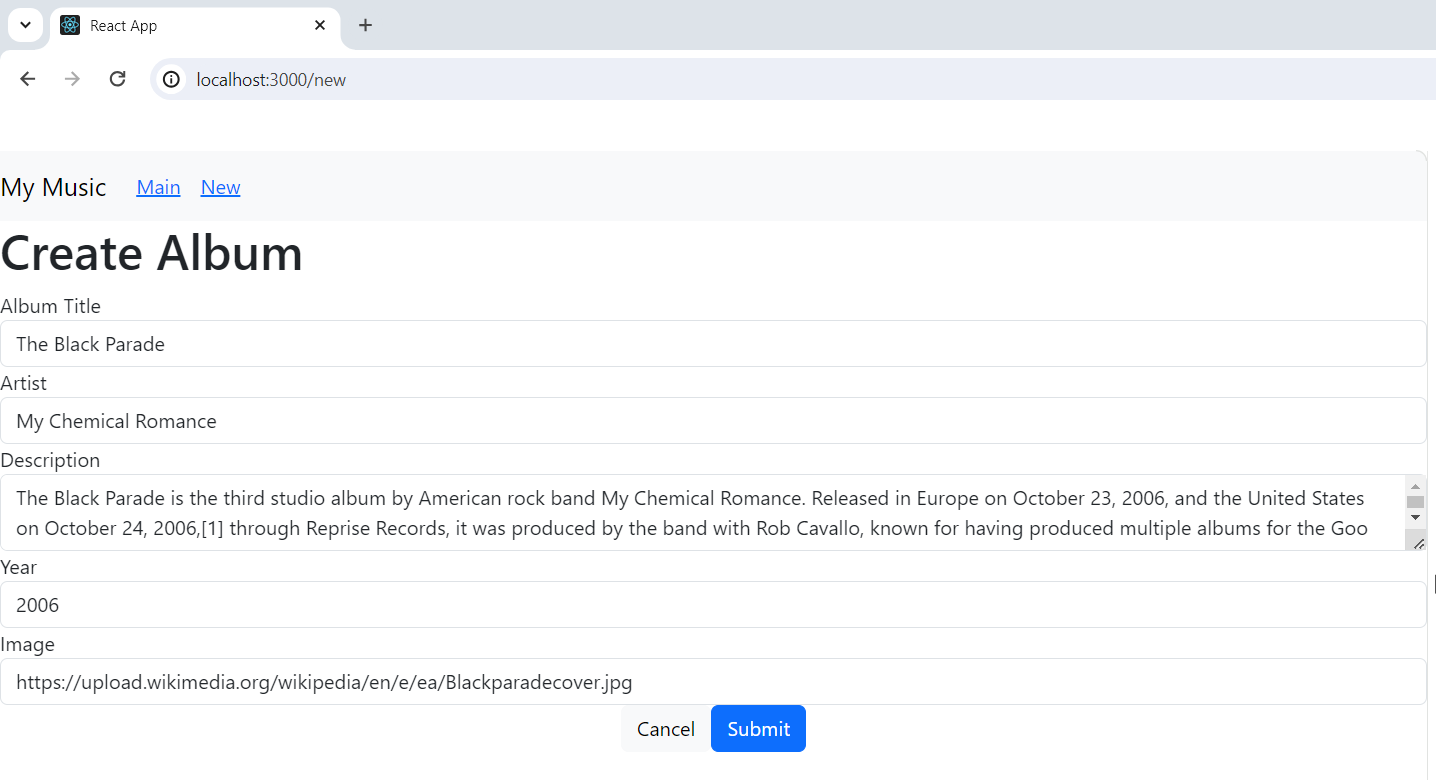 React App
localhost:3000/new
My Music Main New
Create Album
Album Title
The Black Parade
Artist
My Chemical Romance
Description
The Black Parade is the third studio album by American rock band My Chemical Romance. Released in Europe on October 23, 2006, and the United States
on October 24, 2006,[1] through Reprise Records, it was produced by the band with Rob Cavallo, known for having produced multiple albums for the Goo
Year
2006
Image
https://upload.wikimedia.org/wikipedia/en/e/ea/Blackparadecover.jpg
Cancel Submit